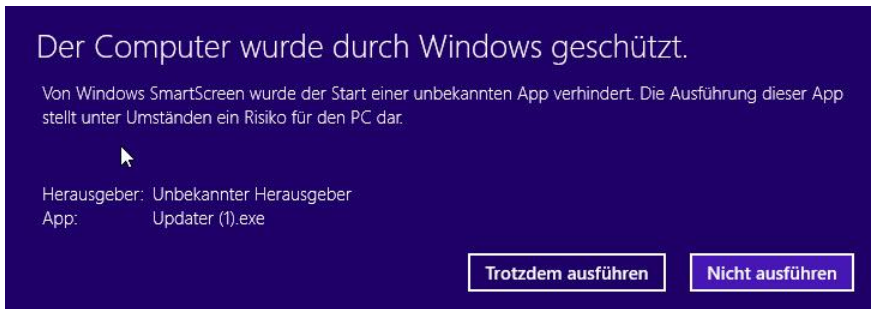 Der Computer wurde durch Windows geschützt.
Von Windows SmartScreen wurde der Start einer unbekannten App verhindert. Die Ausführung dieser App
stellt unter Umständen ein Risiko für den PC dar.
Herausgeber: Unbekannter Herausgeber
App: Updater (1).exe
Trotzdem ausführen Nicht ausführen